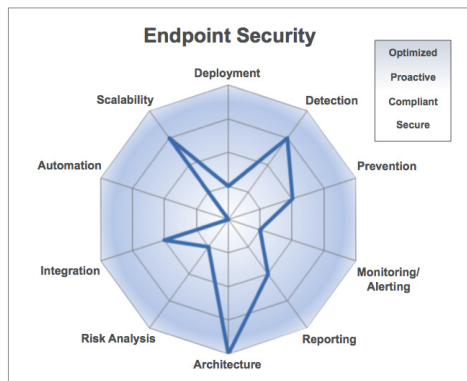 Endpoint Security
Optimized
Proactive
Compliant
Secure
Deployment
Scalability
Detection
Automation
Prevention
Integration
Monitoring/
Alerting
Risk Analysis
Reporting
Architecture